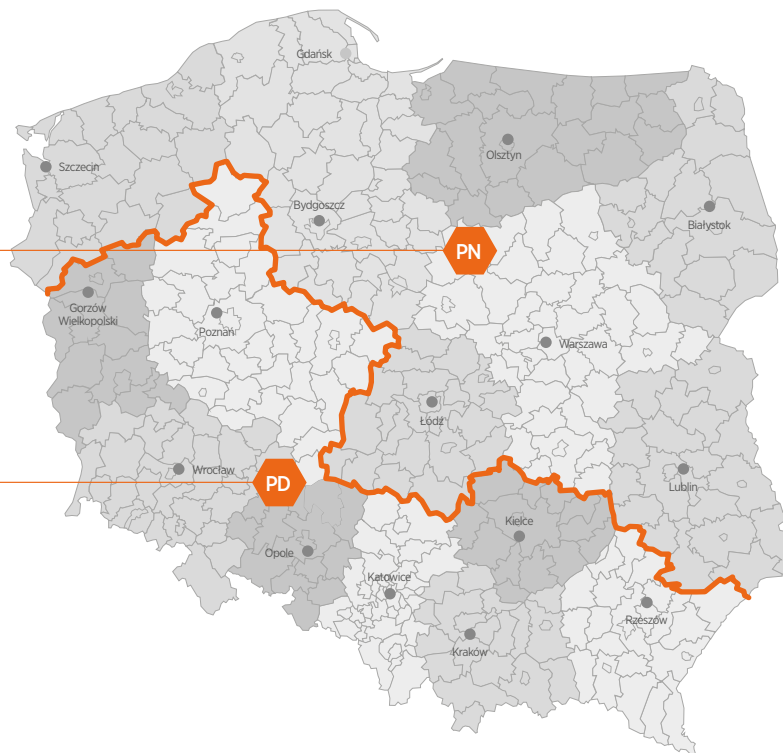 Gdańsk
Olsztyn
Szczecin
Bydgoszcz
Białystok
PN
Gorzów
Wielkopolski
Poznań
Warszawa
Łódź
Wrocław
PD
Lublin
Kielce
Opole
Katowice
Rzeszów
Kraków